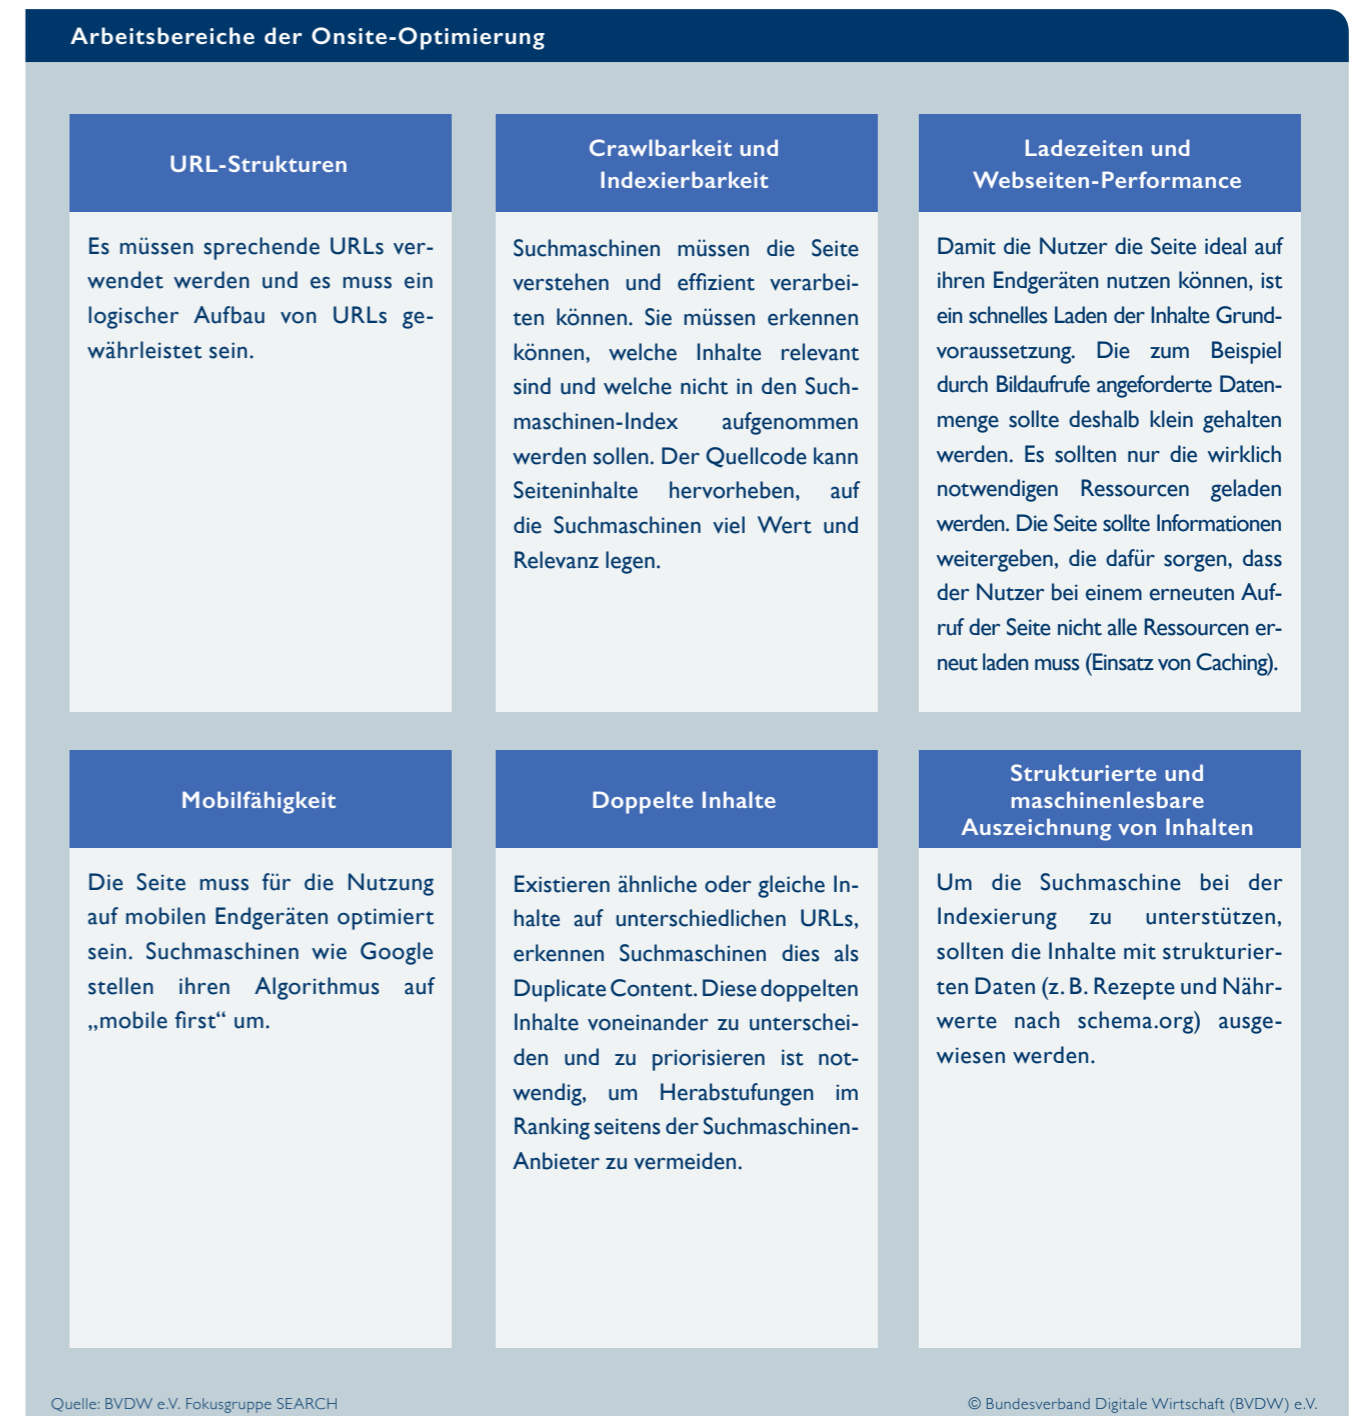 Arbeitsbereiche der Onsite-Optimierung
URL-Strukturen
Es müssen sprechende URLs ver-
wendet werden und es muss ein
logischer Aufbau von URLs ge-
währleistet sein.
Crawlbarkeit und
Indexierbarkeit
Suchmaschinen müssen die Seite
verstehen und effizient verarbei-
ten können. Sie müssen erkennen
können, welche Inhalte relevant
sind und welche nicht in den Such-
maschinen-Index aufgenommen
werden sollen. Der Quellcode kann
Seiteninhalte hervorheben, auf
die Suchmaschinen viel Wert und
Relevanz legen.
Ladezeiten und
Webseiten-Performance
Damit die Nutzer die Seite ideal auf
ihren Endgeräten nutzen können, ist
ein schnelles Laden der Inhalte Grund-
voraussetzung. Die zum Beispiel
durch Bildaufrufe angeforderte Daten-
menge sollte deshalb klein gehalten
werden. Es sollten nur die wirklich
notwendigen Ressourcen geladen
werden. Die Seite sollte Informationen
weitergeben, die dafür sorgen, dass
der Nutzer bei einem erneuten Auf-
ruf der Seite nicht alle Ressourcen er-
neut laden muss (Einsatz von Caching).
Mobilfähigkeit
Die Seite muss für die Nutzung
auf mobilen Endgeräten optimiert
sein. Suchmaschinen wie Google
stellen ihren Algorithmus auf
„mobile first“ um.
Doppelte Inhalte
Existieren ähnliche oder gleiche In-
halte auf unterschiedlichen URLs,
erkennen Suchmaschinen dies als
Duplicate Content. Diese doppelten
Inhalte voneinander zu unterschei-
den und zu priorisieren ist not-
wendig, um Herabstufungen im
Ranking seitens der Suchmaschinen-
Anbieter zu vermeiden.
Strukturierte und
maschinenlesbare
Auszeichnung von Inhalten
Um die Suchmaschine bei der
Indexierung zu unterstützen,
sollten die Inhalte mit strukturier-
ten Daten (z. B. Rezepte und Nähr-
werte nach schema.org) ausge-
wiesen werden.
Quelle: BVDW e.V. Fokusgruppe SEARCH
© Bundesverband Digitale Wirtschaft (BVDW) e.V.